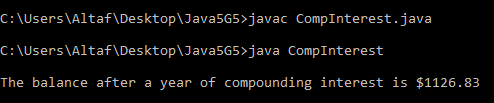 C:\Users\Altaf\Desktop\Java5G5>javac CompInterest.java
C:\Users\Altaf\Desktop\Java5G5>java CompInterest
The balance after a year of compounding interest is $1126.83